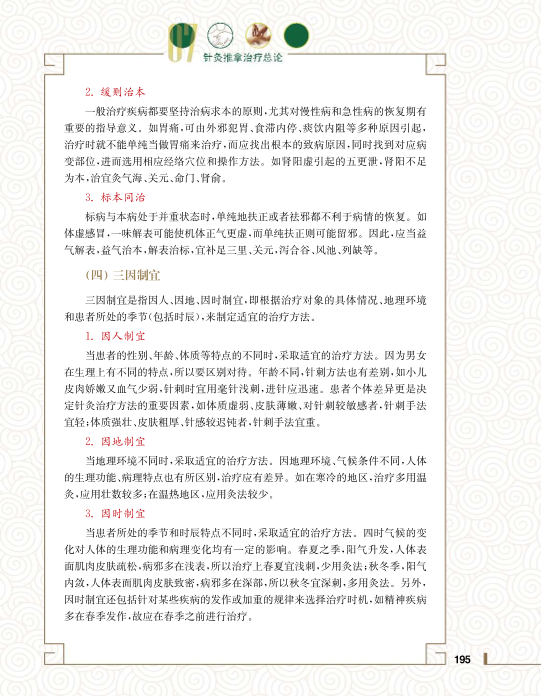 07
针灸推拿治疗总论
2. 缓则治本
一般治疗疾病都要坚持治病求本的原则,尤其对慢性病和急性病的恢复期有
重要的指导意义。如胃痛,可由外邪犯胃、食滞内停、痰饮内阻等多种原因引起,
治疗时就不能单纯当做胃痛来治疗,而应找出根本的致病原因,同时找到对应病
变部位,进而选用相应经络穴位和操作方法。如肾阳虚引起的五更泄,肾阳不足
为本,治宜灸气海、关元、命门、肾俞。
3. 标本同治
标病与本病处于并重状态时,单纯地扶正或者祛邪都不利于病情的恢复。如
体虚感冒,一味解表可能使机体正气更虚,而单纯扶正则可能留邪。因此,应当益
气解表,益气治本,解表治标,宜补足三里、关元,泻合谷、风池、列缺等。
(四) 三因制宜
三因制宜是指因人、因地、因时制宜,即根据治疗对象的具体情况、地理环境
和患者所处的季节(包括时辰),来制定适宜的治疗方法。
1. 因人制宜
当患者的性别、年龄、体质等特点的不同时,采取适宜的治疗方法。因为男女
在生理上有不同的特点,所以要区别对待。年龄不同,针刺方法也有差别,如小儿
皮肉娇嫩又血气少弱,针刺时宜用毫针浅刺,进针应迅速。患者个体差异更是决
定针灸治疗方法的重要因素,如体质虚弱、皮肤薄嫩、对针刺较敏感者,针刺手法
宜轻;体质强壮、皮肤粗厚、针感较迟钝者,针刺手法宜重。
2. 因地制宜
当地理环境不同时,采取适宜的治疗方法。因地理环境、气候条件不同,人体
的生理功能、病理特点也有所区别,治疗应有差异。如在寒冷的地区,治疗多用温
灸,应用壮数较多;在温热地区,应用灸法较少。
3. 因时制宜
当患者所处的季节和时辰特点不同时,采取适宜的治疗方法。四时气候的变
化对人体的生理功能和病理变化均有一定的影响。春夏之季,阳气升发,人体表
面肌肉皮肤疏松,病邪多在浅表,所以治疗上春夏宜浅刺,少用灸法;秋冬季,阳气
内敛,人体表面肌肉皮肤致密,病邪多在深部,所以秋冬宜深刺,多用灸法。另外,
因时制宜还包括针对某些疾病的发作或加重的规律来选择治疗时机,如精神疾病
多在春季发作,故应在春季之前进行治疗。
195